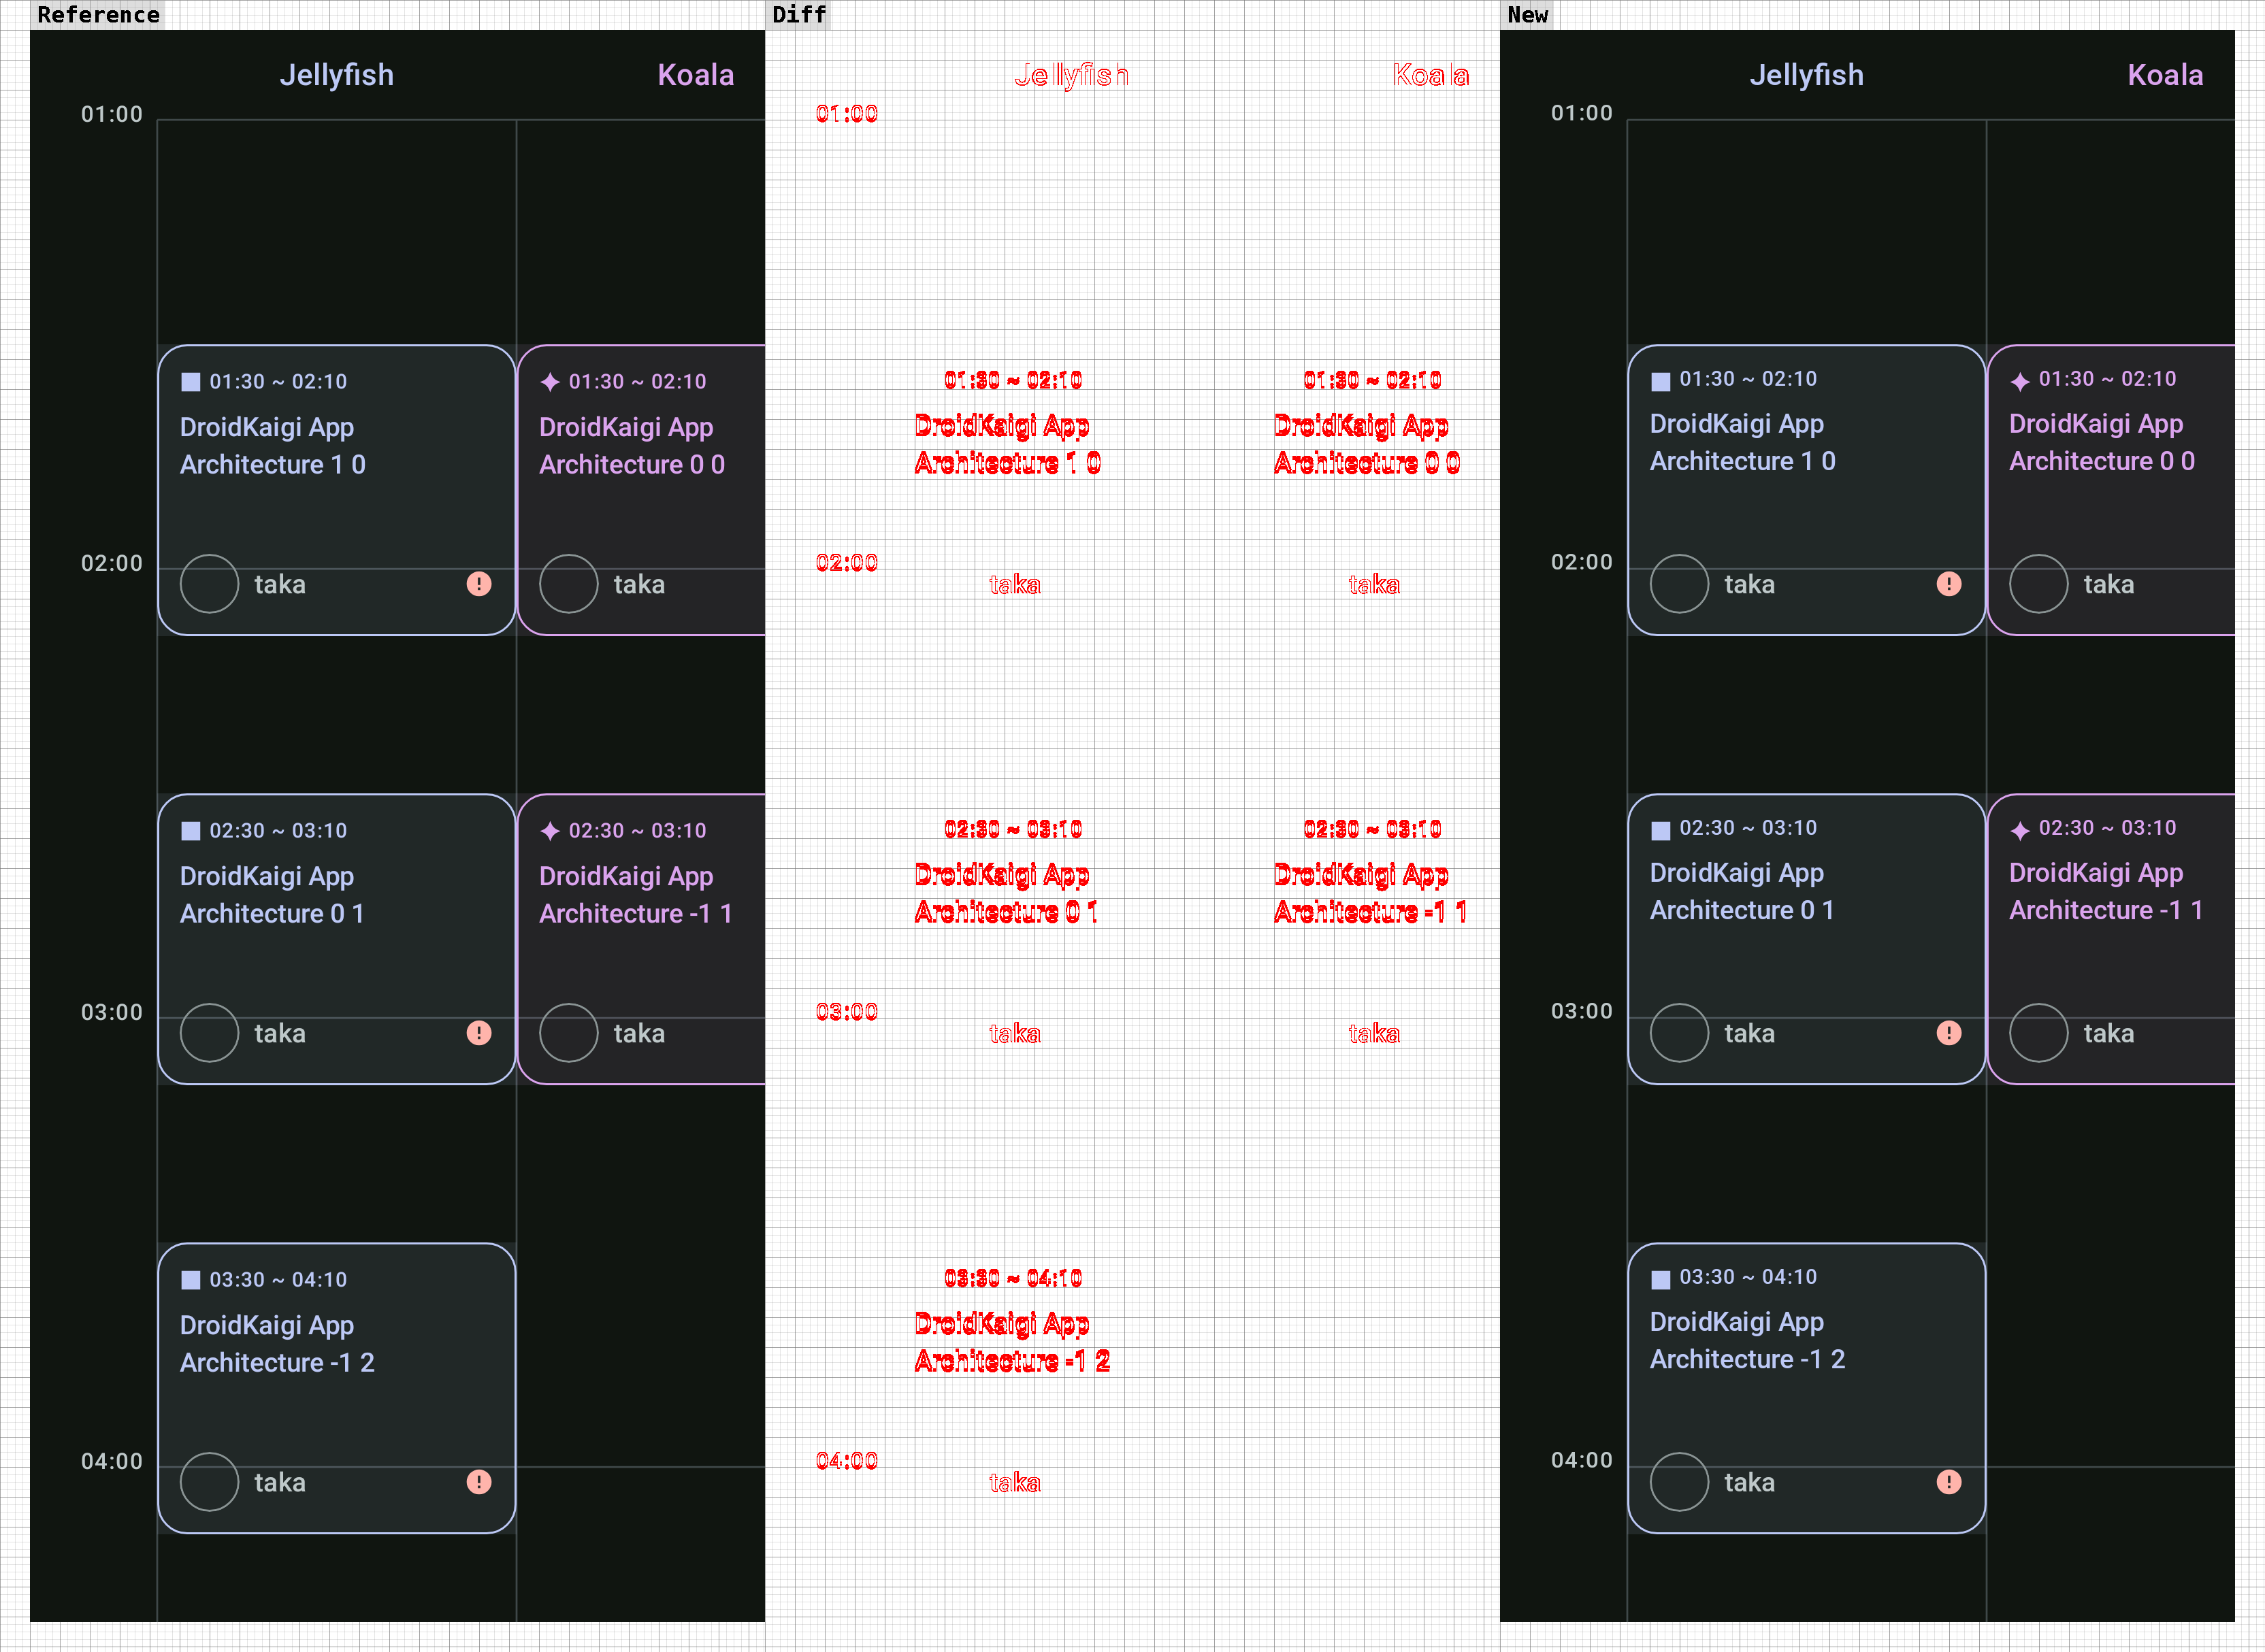 Reference
Jellyfish Koala
01:00
01:30 ~ 02:10 01:30 ~ 02:10
DroidKaigi App DroidKaigi App
Architecture 1 0 Architecture 0 0
02:00
taka ! taka
02:30 ~ 03:10 02:30 ~ 03:10
DroidKaigi App DroidKaigi App
Architecture 0 1 Architecture -1 1
03:00
taka ! taka
03:30 ~ 04:10
DroidKaigi App
Architecture -1 2
04:00
taka !
Diff
Jellyfish Koala
01:00
01:30 ~ 02:10 01:30 ~ 02:10
DroidKaigi App DroidKaigi App
Architecture 1 0 Architecture 0 0
02:00
taka taka
02:30 ~ 03:10 02:30 ~ 03:10
DroidKaigi App DroidKaigi App
Architecture 0 1 Architecture -1 1
03:00
taka taka
03:30 ~ 04:10
DroidKaigi App
Architecture -1 2
04:00
taka
New
Jellyfish Koala
01:00
01:30 ~ 02:10 01:30 ~ 02:10
DroidKaigi App DroidKaigi App
Architecture 1 0 Architecture 0 0
02:00
taka ! taka
02:30 ~ 03:10 02:30 ~ 03:10
DroidKaigi App DroidKaigi App
Architecture 0 1 Architecture -1 1
03:00
taka ! taka
03:30 ~ 04:10
DroidKaigi App
Architecture -1 2
04:00
taka !